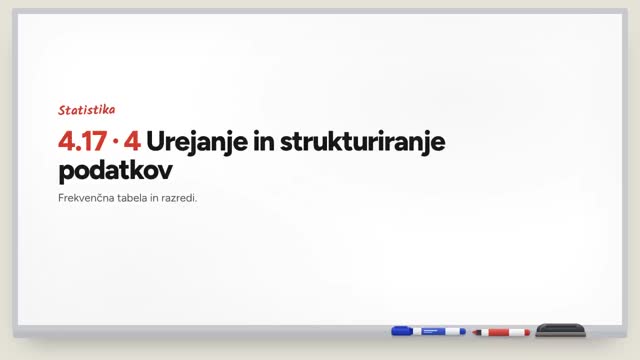 Statistika
4.17 · 4 Urejanje in strukturiranje
podatkov
Frekvenčna tabela in razredi.